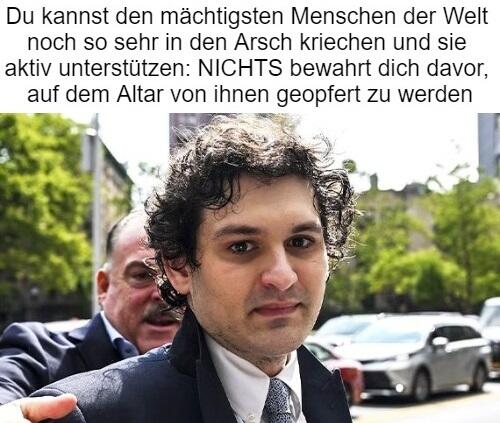 Du kannst den mächtigsten Menschen der Welt
noch so sehr in den Arsch kriechen und sie
aktiv unterstützen: NICHTS bewahrt dich davor,
auf dem Altar von ihnen geopfert zu werden